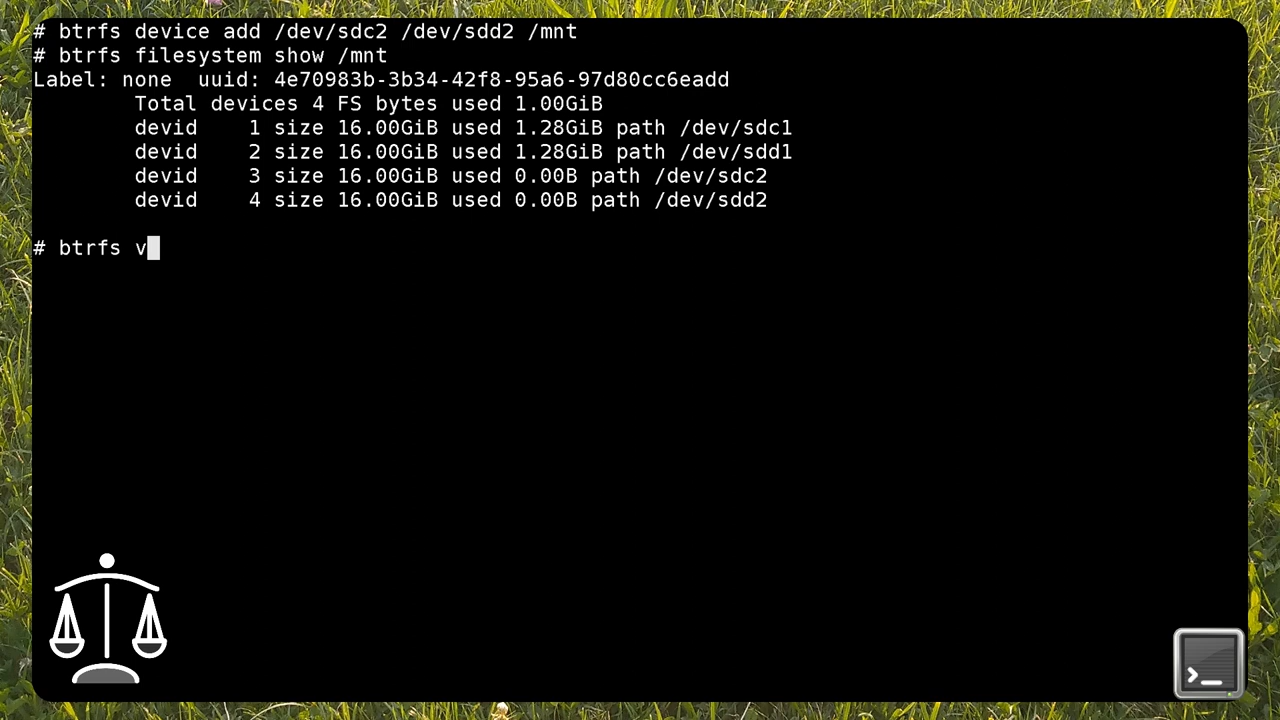 # btrfs device add /dev/sdc2 /dev/sdd2 /mnt
# btrfs filesystem show /mnt
Label: none  uuid: 4e70983b-3b34-42f8-95a6-97d80cc6eadd
        Total devices 4 FS bytes used 1.00GiB
        devid    1 size 16.00GiB used 1.28GiB path /dev/sdc1
        devid    2 size 16.00GiB used 1.28GiB path /dev/sdd1
        devid    3 size 16.00GiB used 0.00B path /dev/sdc2
        devid    4 size 16.00GiB used 0.00B path /dev/sdd2
# btrfs v